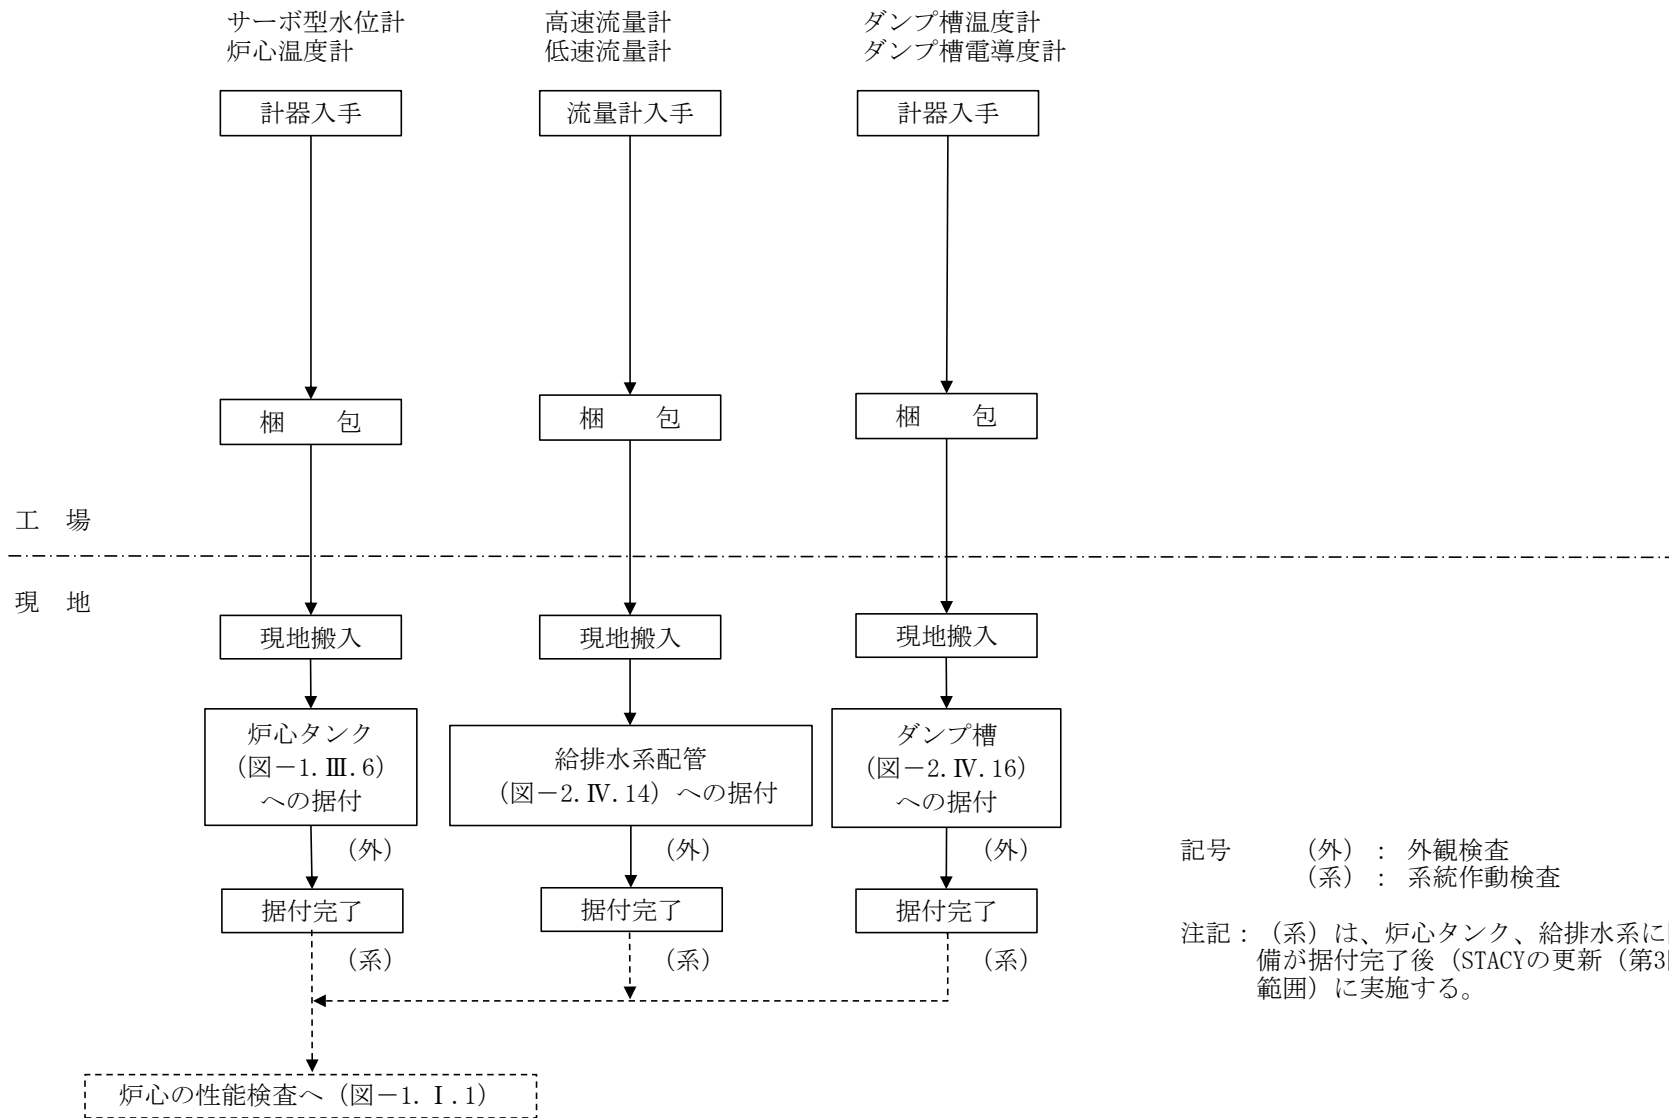 サーボ型水位計
炉心温度計
高速流量計
低速流量計
ダンプ槽温度計
ダンプ槽電導度計
計器入手
流量計入手
計器入手
梱　　包
梱　　包
梱　　包
工　場
現　地
現地搬入
現地搬入
現地搬入
炉心タンク
(図－1.Ⅲ.6)
への据付
給排水系配管
(図－2.Ⅳ.14) への据付
ダンプ槽
(図－2.Ⅳ.16)
への据付
(外)
(外)
(外)
据付完了
据付完了
据付完了
(系)
(系)
(系)
炉心の性能検査へ (図－1.Ⅰ.1)
記号　　(外) : 外観検査
(系) : 系統作動検査
注記：(系) は、炉心タンク、給排水系に
備が据付完了後（STACYの更新（第3
範囲）に実施する。